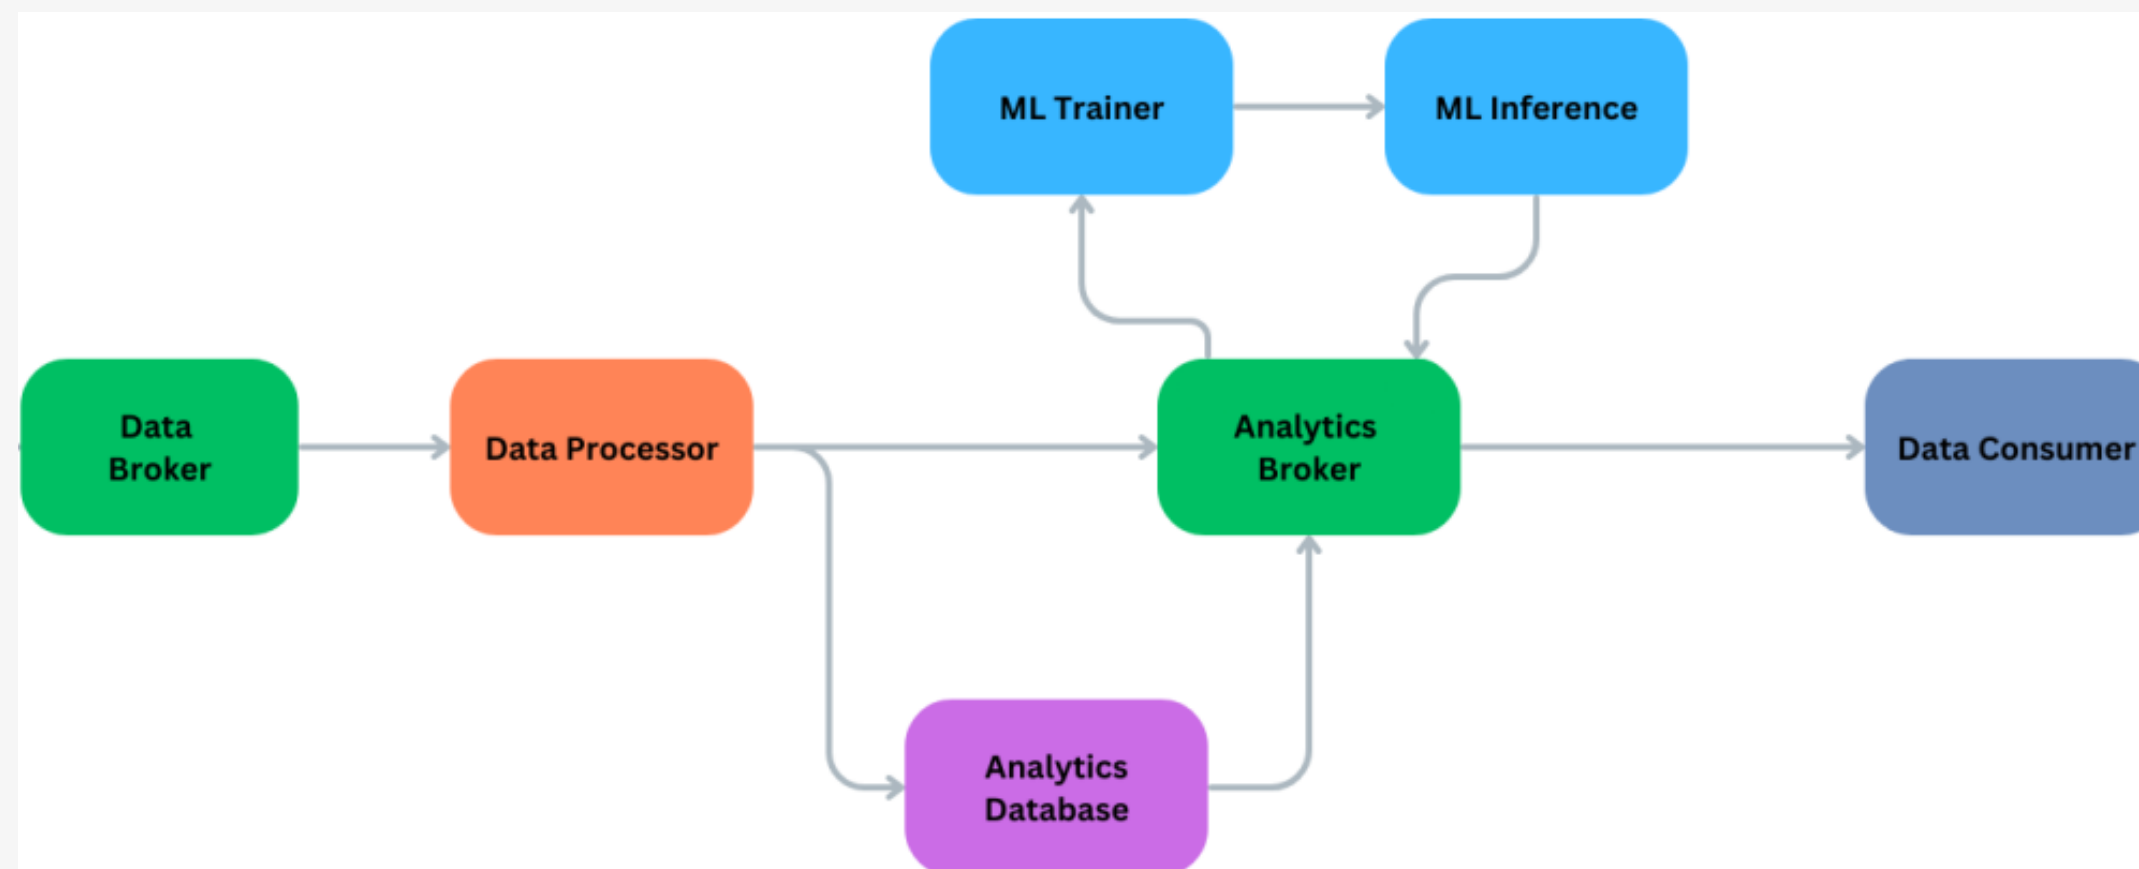 ML Trainer
ML Inference
Data
Broker
Data Processor
Analytics
Broker
Data Consumer
Analytics
Database